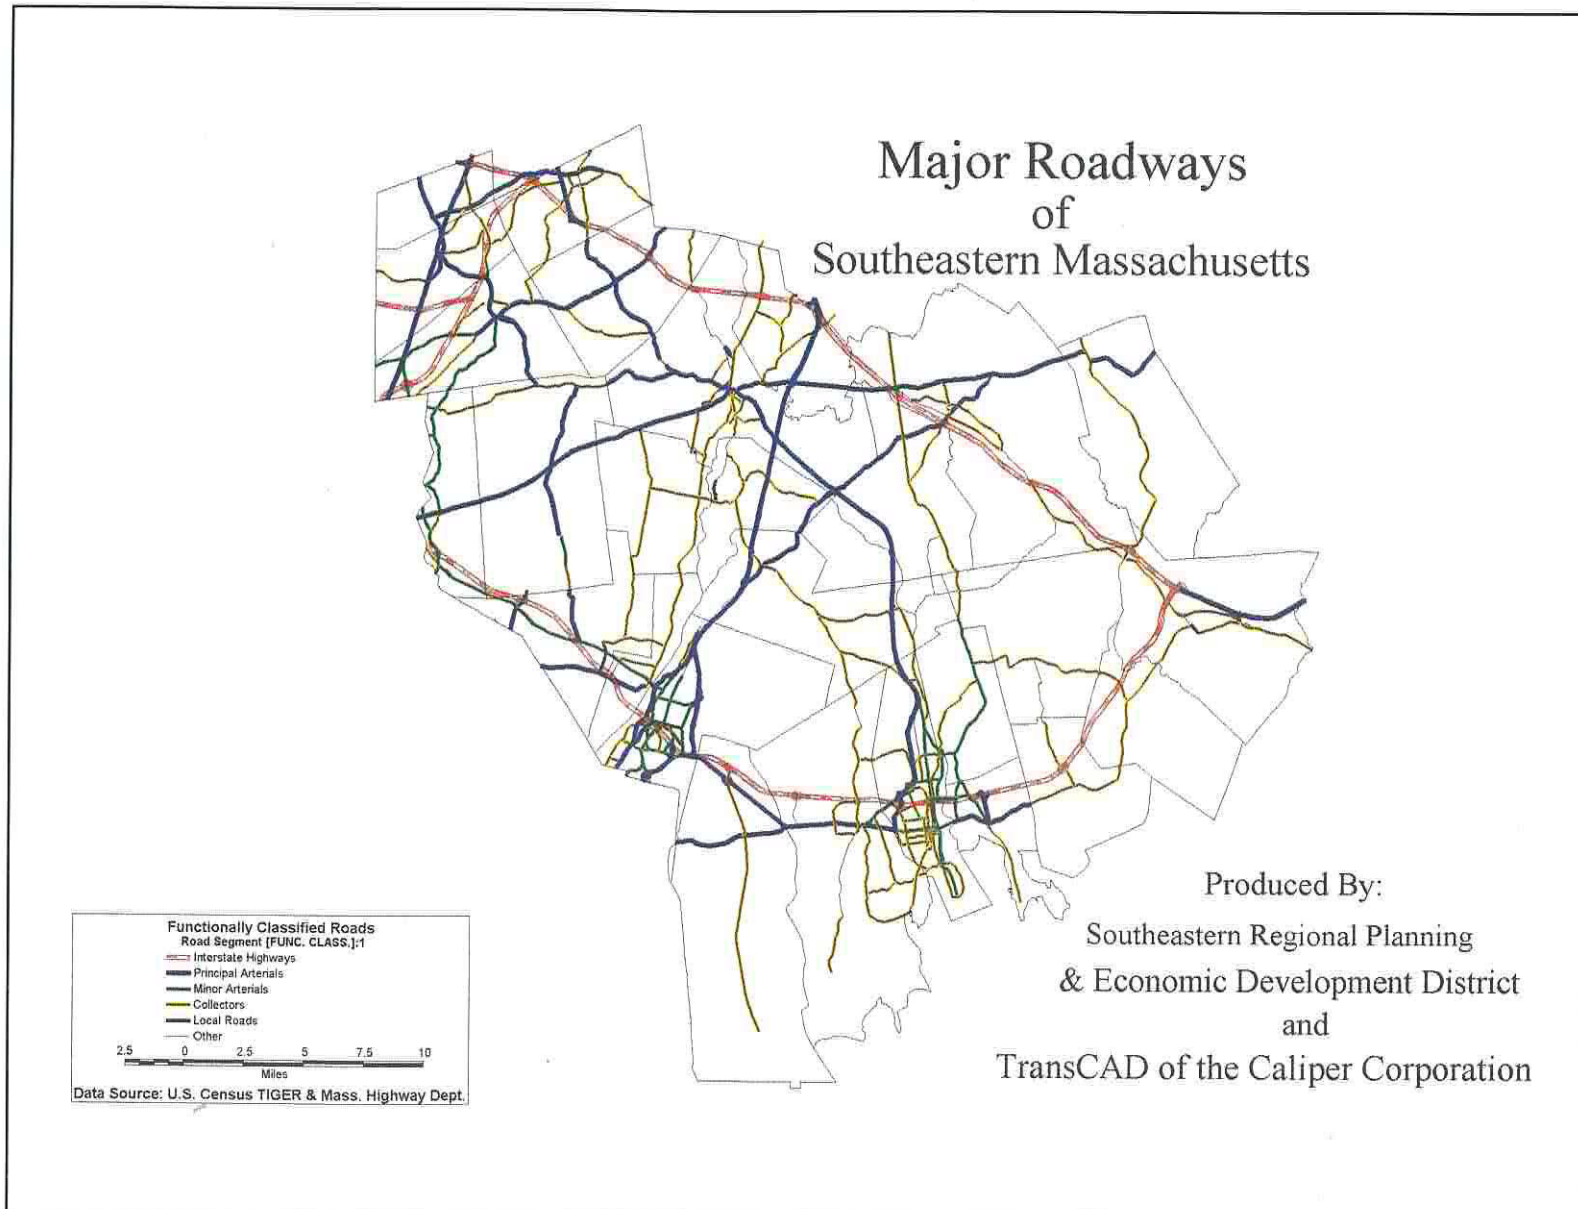 Major Roadways
of
Southeastern Massachusetts
Produced By:
Southeastern Regional Planning
& Economic Development District
and
TransCAD of the Caliper Corporation
Functionally Classified Roads
Road Segment [FUNC. CLASS.]:1
Interstate Highways
Principal Arterials
Minor Arterials
Collectors
Local Roads
Other
2.5 0 2.5 5 7.5 10
Miles
Data Source: U.S. Census TIGER & Mass. Highway Dept.